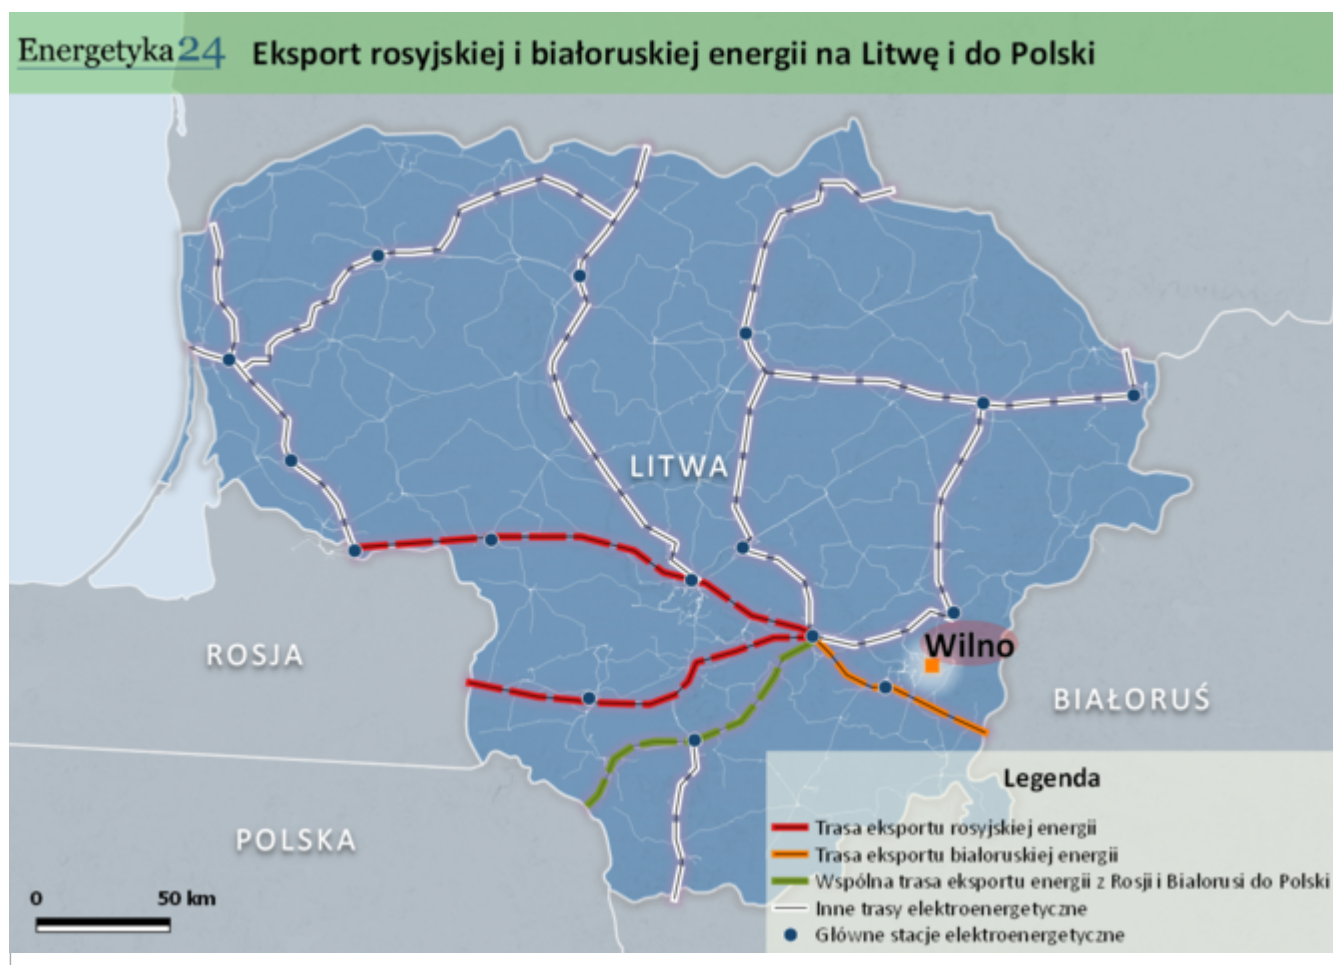 Energetyka24 Eksport rosyjskiej i białoruskiej energii na Litwę i do Polski
LITWA
Wilno
ROSJA
BIAŁORUŚ
POLSKA
0 50 km
Legenda
Trasa eksportu rosyjskiej energii
Trasa eksportu bialoruskiej energii
Wspólna trasa eksportu energii z Rosji i Bialorusi do Polski
Inne trasy elektroenergetyczne
Główne stacje elektroenergetyczne